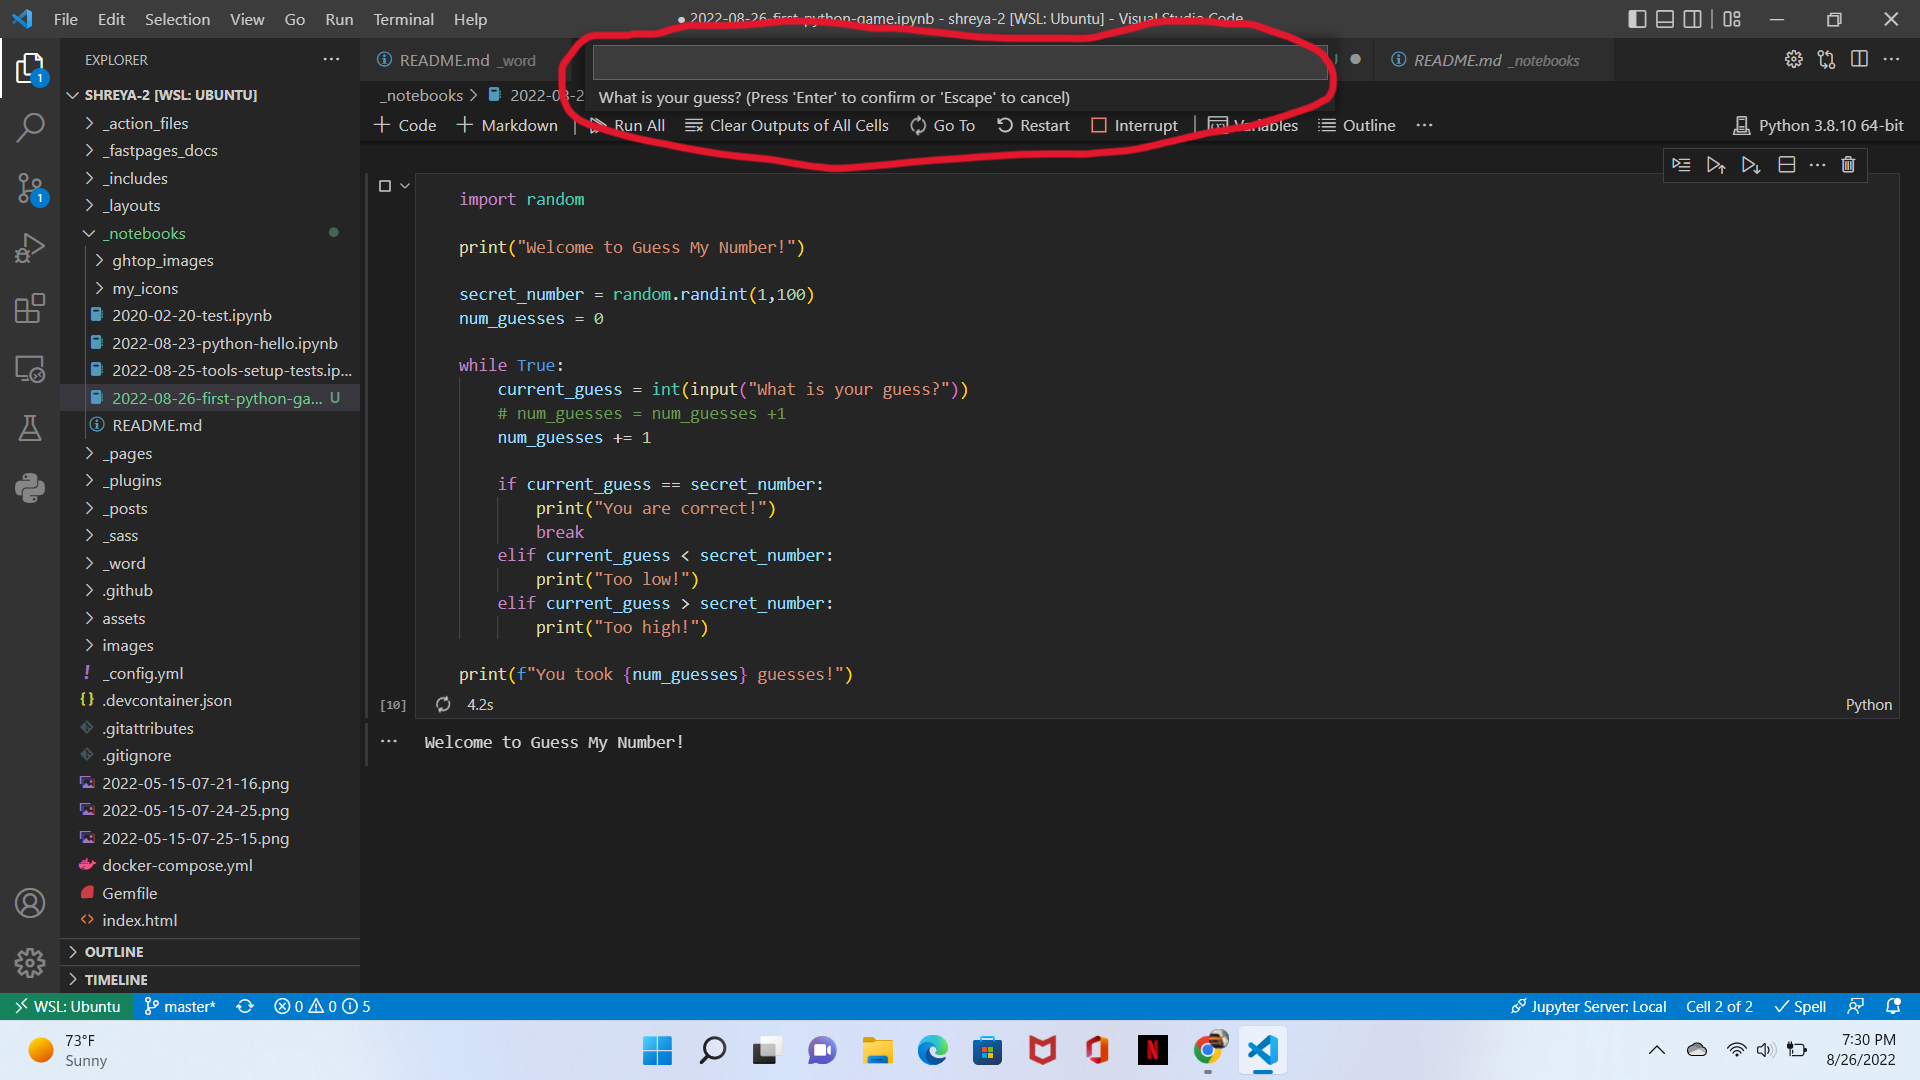 File Edit Selection View Go Run Terminal Help
● 2022-08-26-first-python-game.ipynb - shreya-2 [WSL: Ubuntu] - Visual Studio Code
EXPLORER
SHREYA-2 [WSL: UBUNTU]
_action_files
_fastpages_docs
_includes
_layouts
_notebooks
ghtop_images
my_icons
2020-02-20-test.ipynb
2022-08-23-python-hello.ipynb
2022-08-25-tools-setup-tests.ip...
2022-08-26-first-python-ga... U
README.md
_pages
_plugins
_posts
_sass
_word
.github
assets
images
_config.yml
.devcontainer.json
.gitattributes
.gitignore
2022-05-15-07-21-16.png
2022-05-15-07-24-25.png
2022-05-15-07-25-15.png
docker-compose.yml
Gemfile
index.html
OUTLINE
TIMELINE
1
1
README.md _word
README.md _notebooks
What is your guess? (Press 'Enter' to confirm or 'Escape' to cancel)
_notebooks > 2022-08-2
+ Code + Markdown Run All Clear Outputs of All Cells Go To Restart Interrupt Variables Outline ...
Python 3.8.10 64-bit
import random
print("Welcome to Guess My Number!")
secret_number = random.randint(1,100)
num_guesses = 0
while True:
current_guess = int(input("What is your guess?"))
# num_guesses = num_guesses +1
num_guesses += 1
if current_guess == secret_number:
print("You are correct!")
break
elif current_guess < secret_number:
print("Too low!")
elif current_guess > secret_number:
print("Too high!")
print(f"You took {num_guesses} guesses!")
[10] 4.2s
Python
Welcome to Guess My Number!
WSL: Ubuntu master* 0 0 5
Jupyter Server: Local Cell 2 of 2 Spell
73°F
Sunny
7:30 PM
8/26/2022